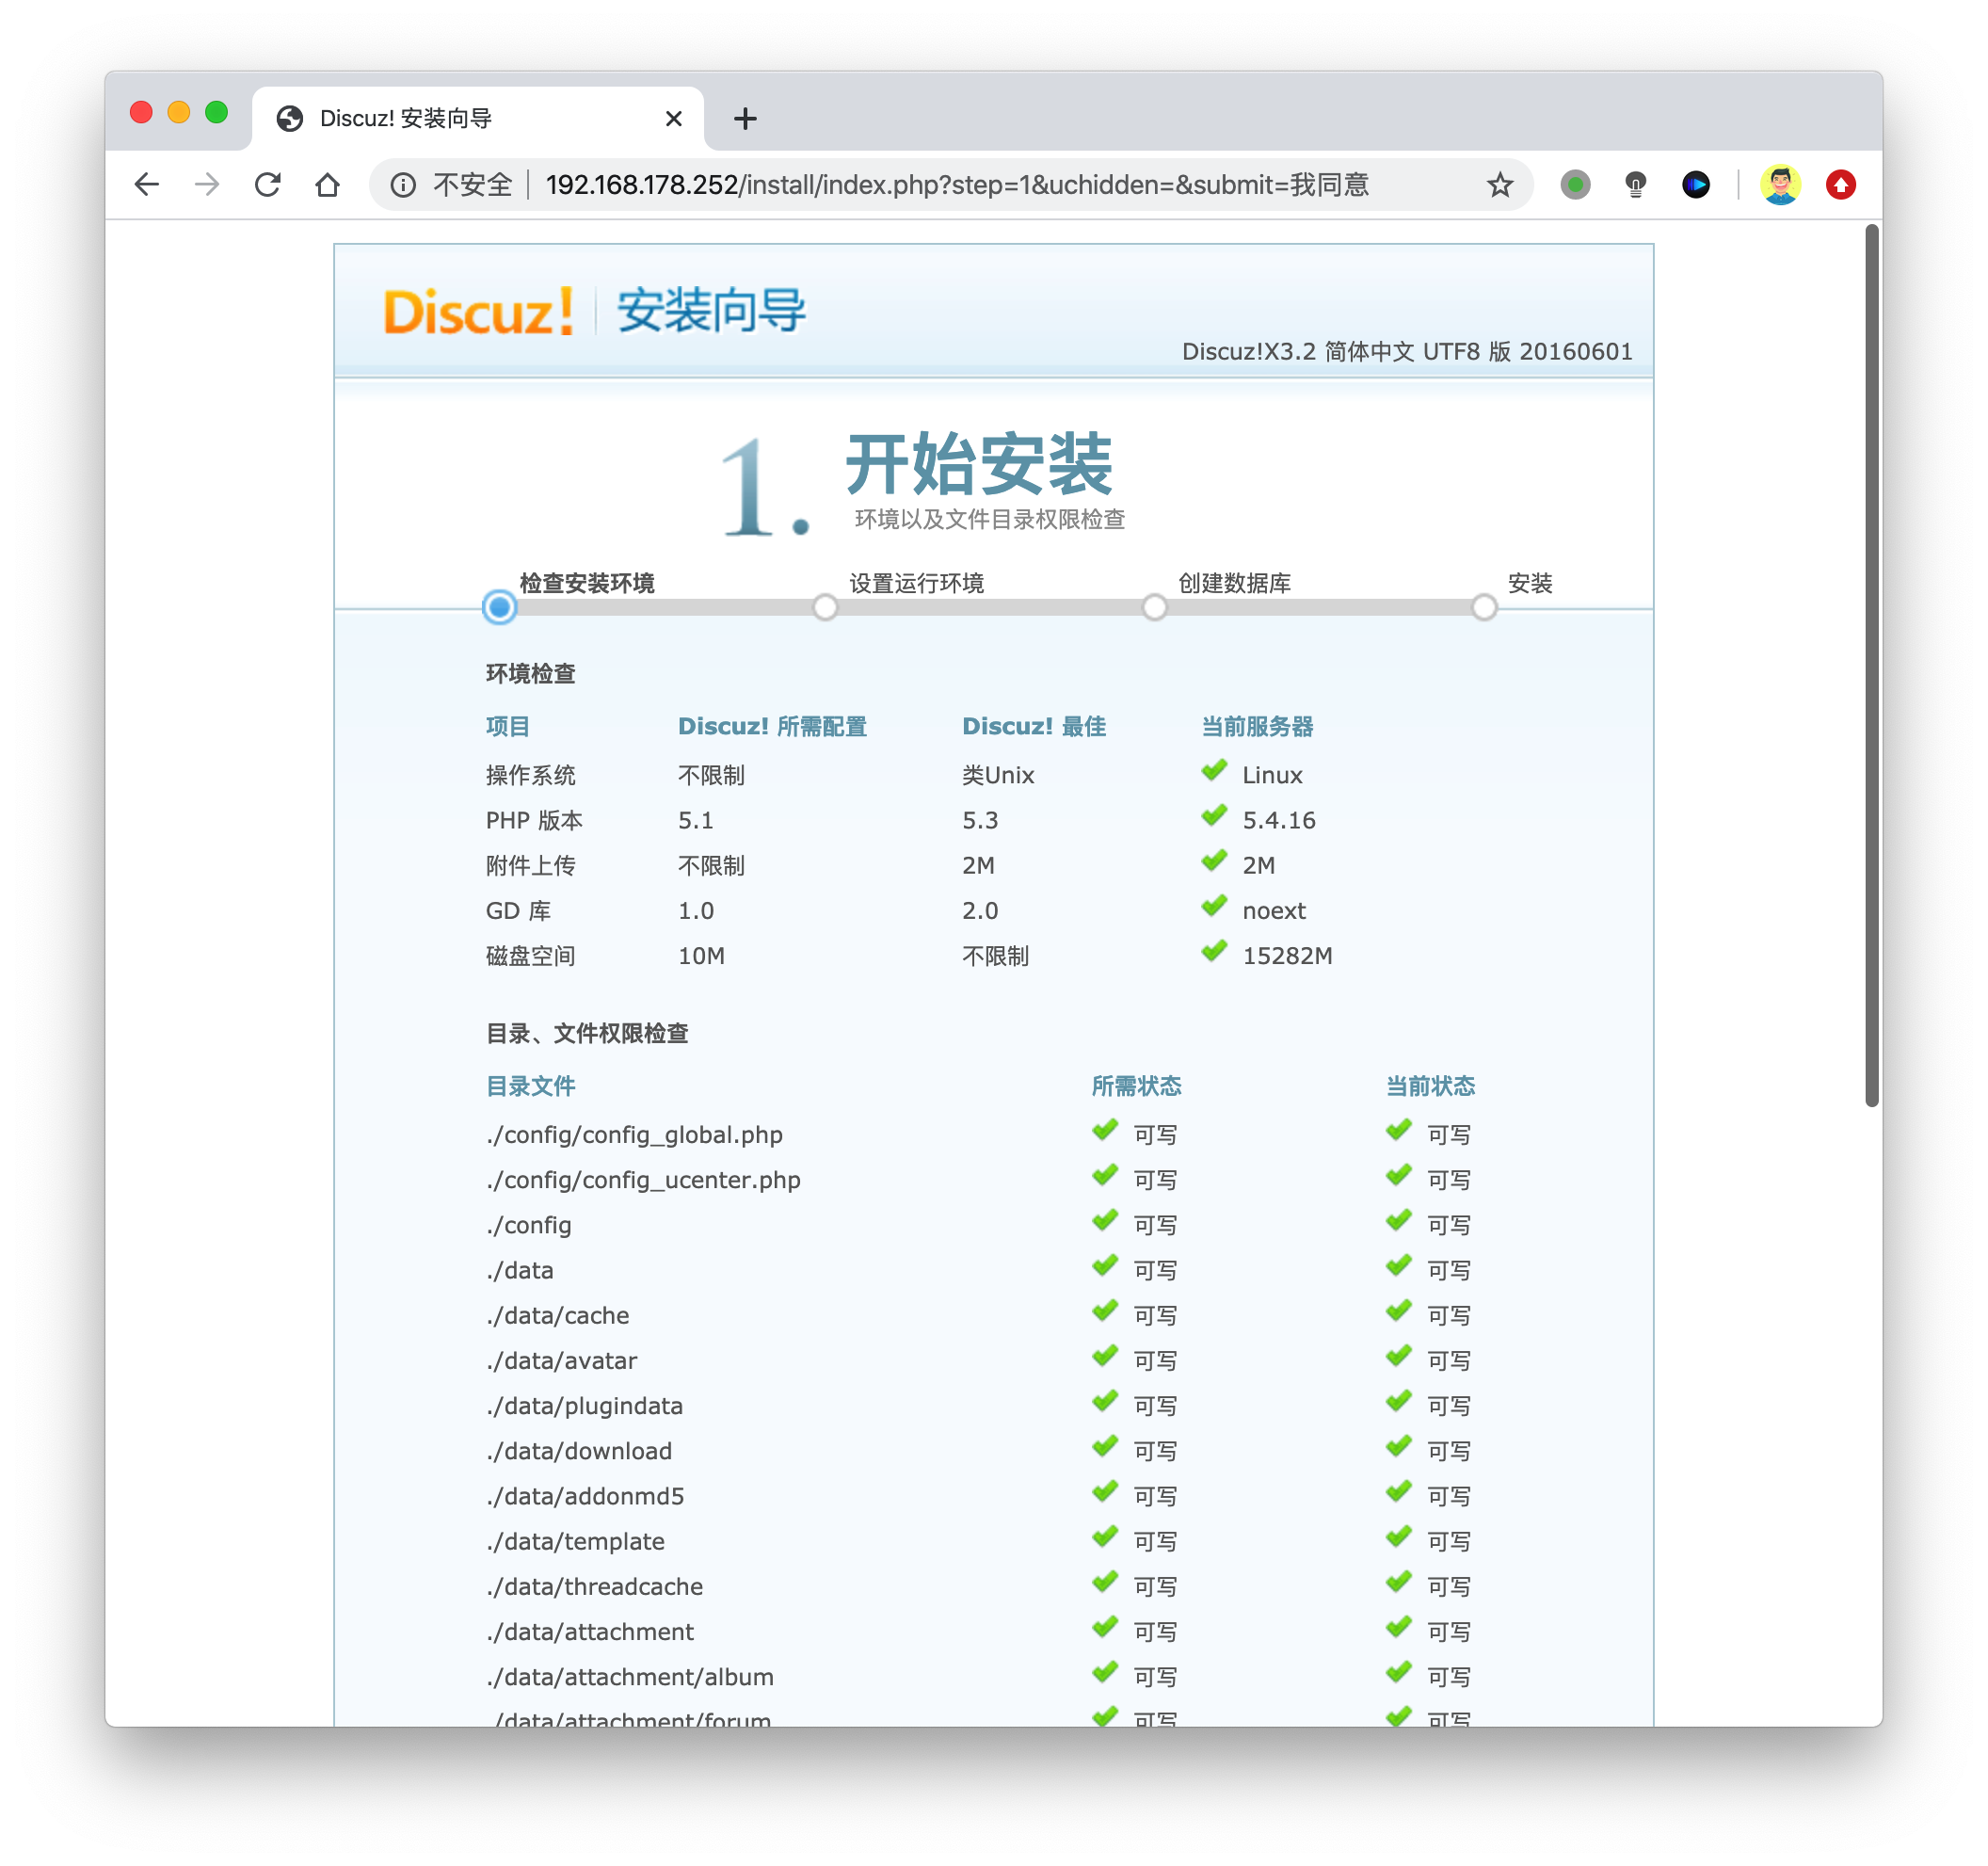 Discuz! 安装向导
不安全 192.168.178.252/install/index.php?step=1&uchidden=&submit=我同意
Discuz! 安装向导
Discuz!X3.2 简体中文 UTF8 版 20160601
1. 开始安装
环境以及文件目录权限检查
检查安装环境 设置运行环境 创建数据库 安装
环境检查
项目 Discuz! 所需配置 Discuz! 最佳 当前服务器
操作系统 不限制 类Unix Linux
PHP 版本 5.1 5.3 5.4.16
附件上传 不限制 2M 2M
GD 库 1.0 2.0 noext
磁盘空间 10M 不限制 15282M
目录、文件权限检查
目录文件 所需状态 当前状态
./config/config_global.php 可写 可写
./config/config_ucenter.php 可写 可写
./config 可写 可写
./data 可写 可写
./data/cache 可写 可写
./data/avatar 可写 可写
./data/plugindata 可写 可写
./data/download 可写 可写
./data/addonmd5 可写 可写
./data/template 可写 可写
./data/threadcache 可写 可写
./data/attachment 可写 可写
./data/attachment/album 可写 可写
./data/attachment/forum 可写 可写